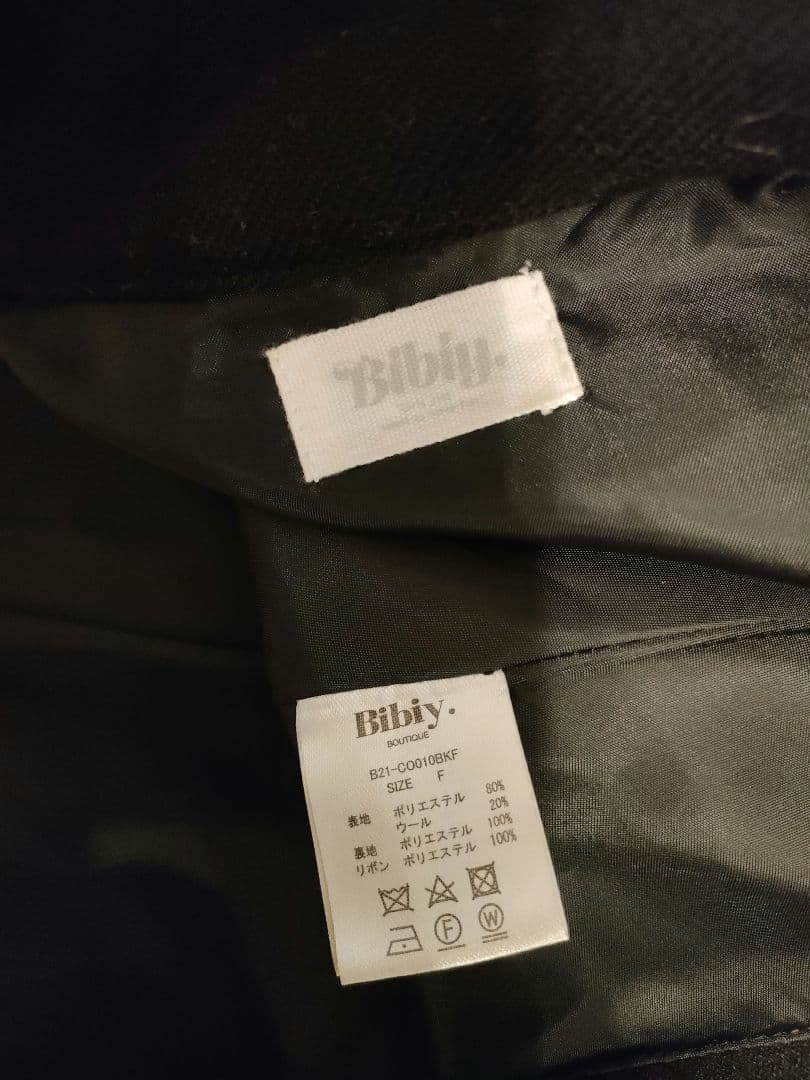 Bibiy.
Bibiy.
BOUTIQUE
B21-CO010BKF
SIZE F
表地 ポリエステル 80%
ウール 20%
裏地 ポリエステル 100%
リボン ポリエステル 100%
F W